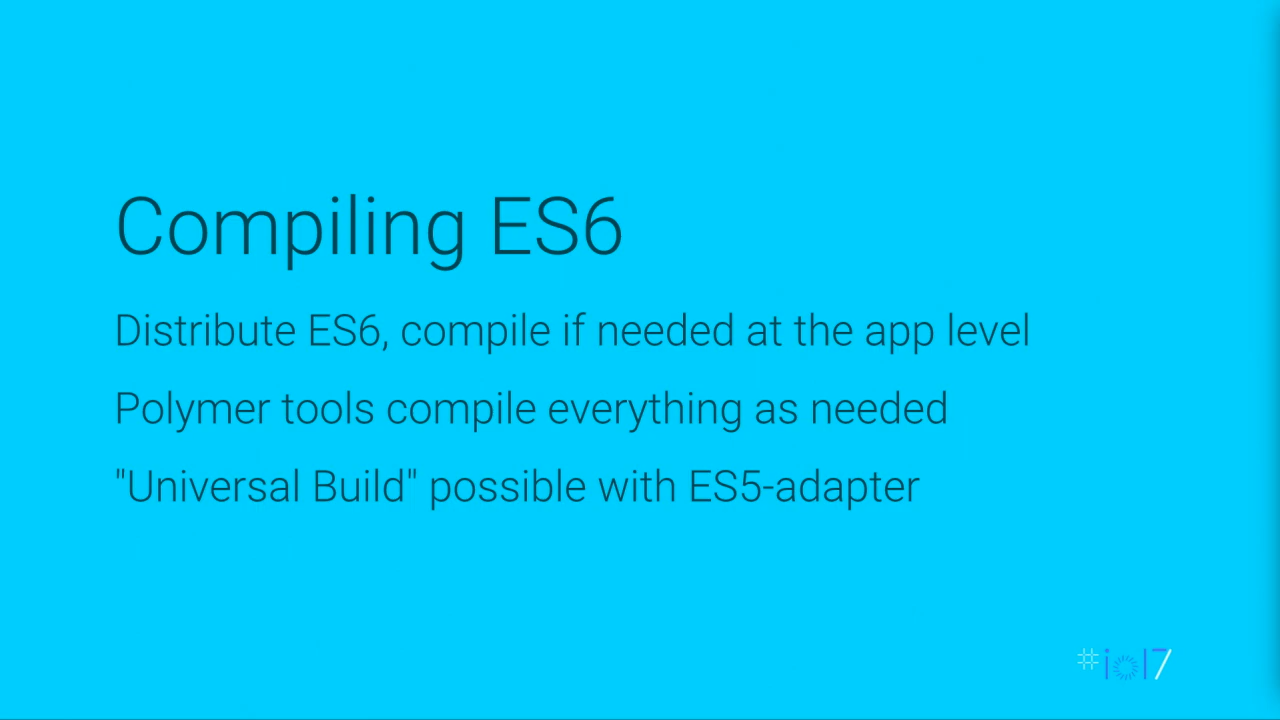 Compiling ES6
Distribute ES6, compile if needed at the app level
Polymer tools compile everything as needed
"Universal Build" possible with ES5-adapter
#io17